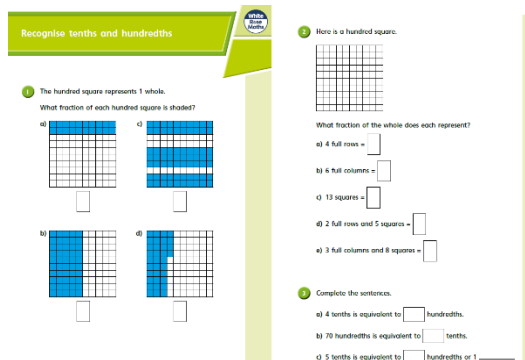 Recognise tenths and hundredths
White
Rose
Maths
1 The hundred square represents 1 whole.
What fraction of each hundred square is shaded?
a)
c)
b)
d)
2 Here is a hundred square.
What fraction of the whole does each represent?
a) 4 full rows =
b) 6 full columns =
c) 13 squares =
d) 2 full rows and 5 squares =
e) 3 full columns and 8 squares =
3 Complete the sentences.
a) 4 tenths is equivalent to hundredths.
b) 70 hundredths is equivalent to tenths.
c) 5 tenths is equivalent to hundredths or 1